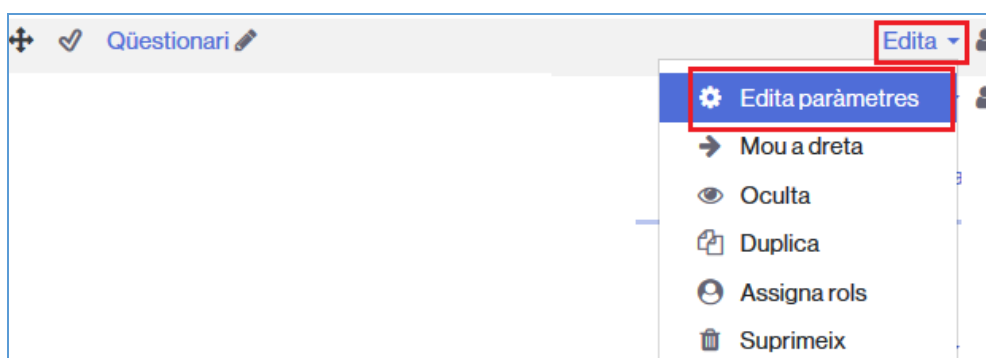 Qüestionari
Edita
Edita paràmetres
Mou a dreta
Oculta
Duplica
Assigna rols
Suprimeix